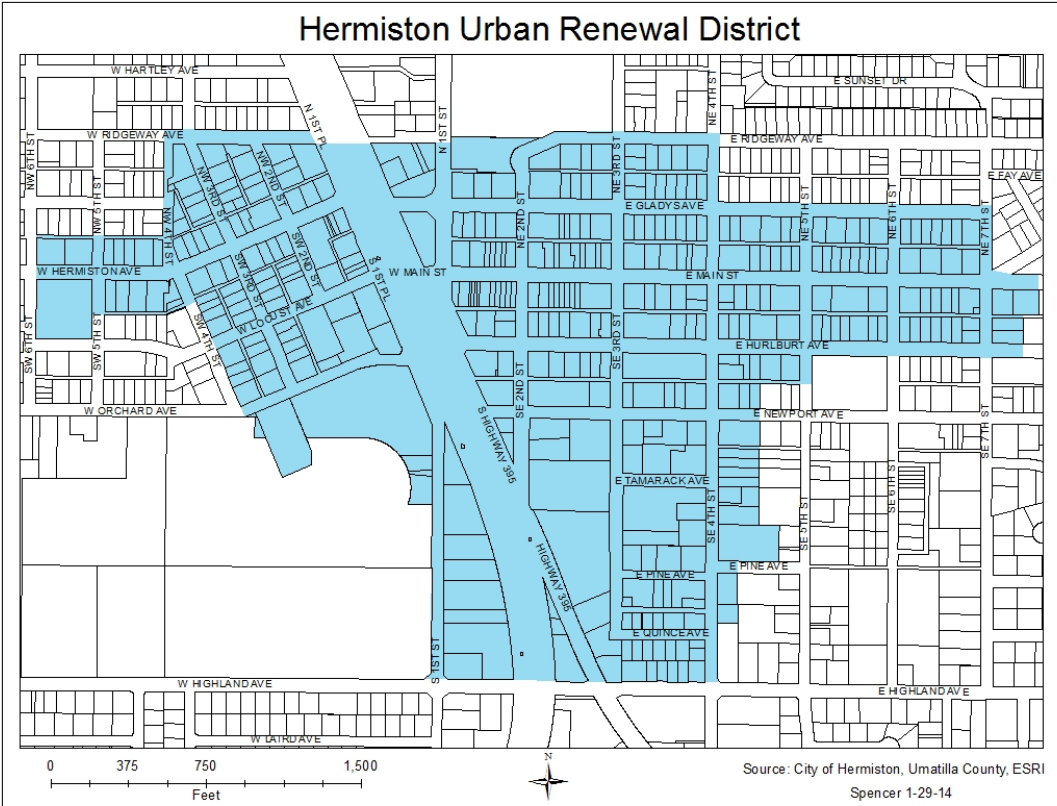 Hermiston Urban Renewal District
W HARTLEY AVE
E SUNSET DR
N 1ST PL
N 1ST ST
NE 4TH ST
W RIDGEWAY AVE
E RIDGEWAY AVE
NW 6TH ST
NW 5TH ST
NW 4TH ST
NW 3RD ST
NW 2ND ST
NE 2ND ST
NE 3RD ST
E GLADYS AVE
NE 5TH ST
NE 6TH ST
NE 7TH ST
E FAY AVE
W HERMISTON AVE
SW 3RD ST
SW 2ND ST
S 1ST PL
W MAIN ST
E MAIN ST
W LOCUST AVE
SW 6TH ST
SW 5TH ST
SW 4TH ST
SE 3RD ST
E HURLBURT AVE
W ORCHARD AVE
SE 2ND ST
S HIGHWAY 395
E NEWPORT AVE
SE 7TH ST
E TAMARACK AVE
SE 4TH ST
SE 5TH ST
SE 6TH ST
HIGHWAY 395
E PINE AVE
E PINE AVE
E QUINCE AVE
S 1ST ST
W HIGHLAND AVE
E HIGHLAND AVE
W LAIRD AVE
0 375 750 1,500
Feet
N
Source: City of Hermiston, Umatilla County, ESRI
Spencer 1-29-14